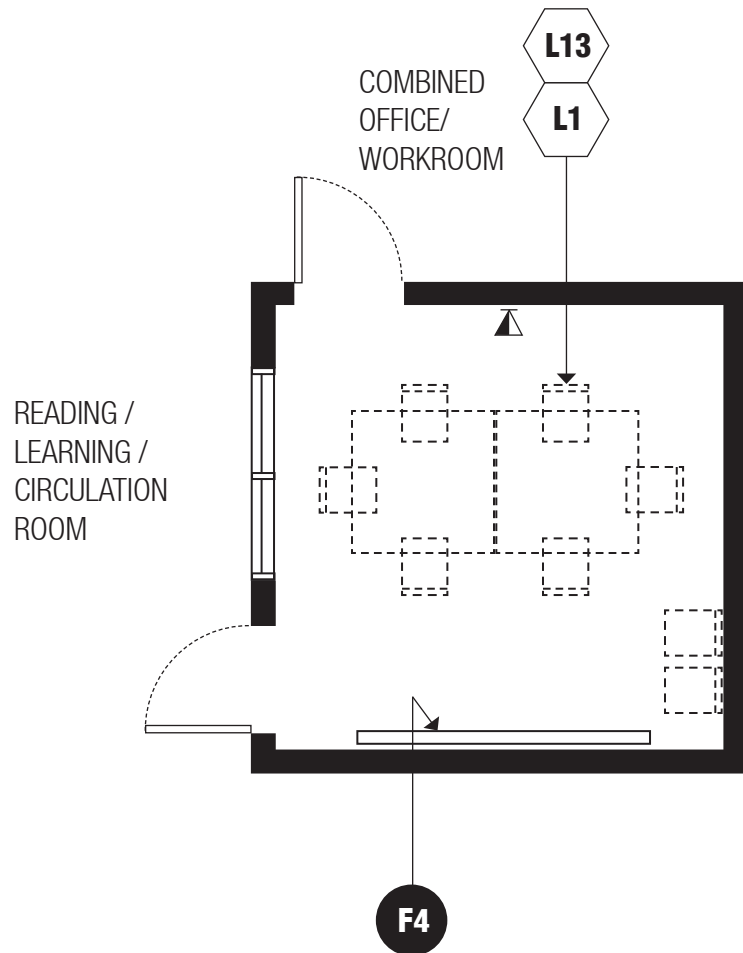 L13
COMBINED
OFFICE/
WORKROOM
L1
READING /
LEARNING /
CIRCULATION
ROOM
F4